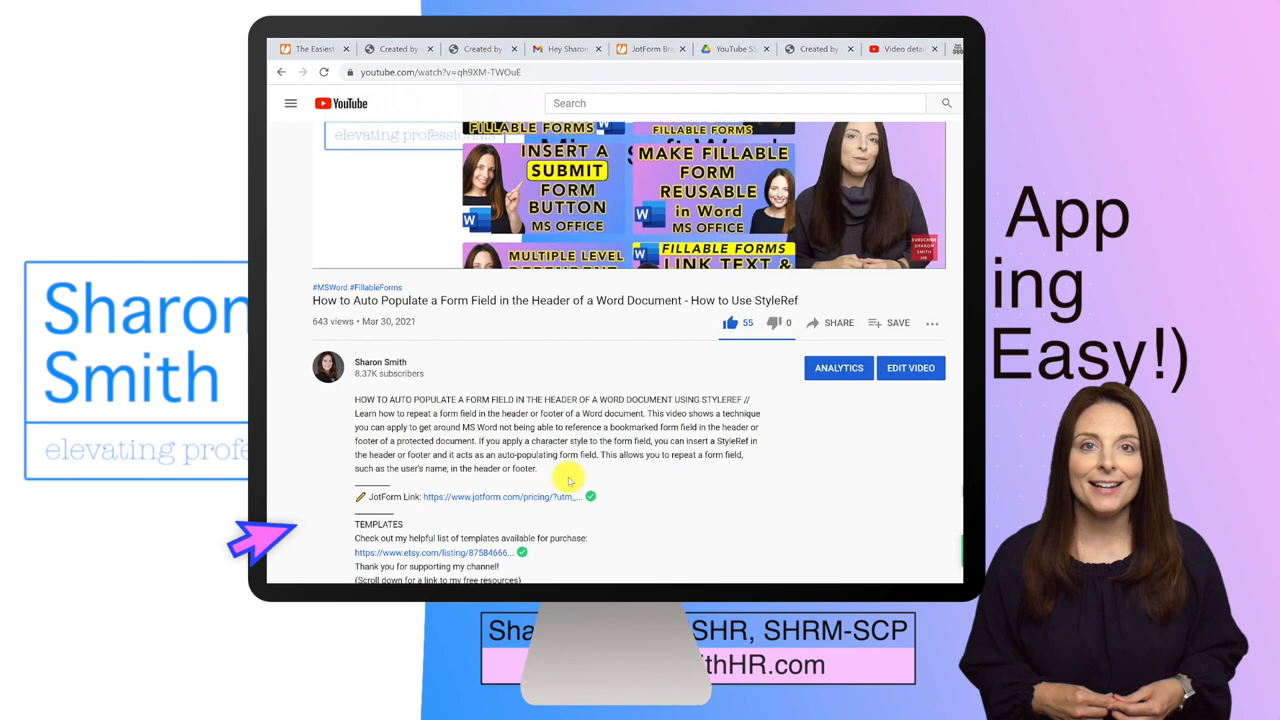 The Easiest
Created by
Created by
Hey Sharon
JotForm Br
YouTube SS
Created by
Video deta
youtube.com/watch?v=qh9XM-TWOuE
YouTube
Search
elevating professionals
FILLABLE FORMS
FILLABLE FORMS
INSERT A
SUBMIT
FORM
BUTTON
MS OFFICE
MAKE FILLABLE
FORM
REUSABLE
in Word
MS OFFICE
MULTIPLE LEVEL
FILLABLE FORMS
LINK TEXT &
SUBSCRIBE
SHARON
SMITH
HR
#MSWord #FillableForms
How to Auto Populate a Form Field in the Header of a Word Document - How to Use StyleRef
643 views • Mar 30, 2021
55
0
SHARE
SAVE
Sharon Smith
8.37K subscribers
ANALYTICS
EDIT VIDEO
HOW TO AUTO POPULATE A FORM FIELD IN THE HEADER OF A WORD DOCUMENT USING STYLEREF //
Learn how to repeat a form field in the header or footer of a Word document. This video shows a technique
you can apply to get around MS Word not being able to reference a bookmarked form field in the header or
footer of a protected document. If you apply a character style to the form field, you can insert a StyleRef in
the header or footer and it acts as an auto-populating form field. This allows you to repeat a form field,
such as the user's name, in the header or footer.
JotForm Link: https://www.jotform.com/pricing/?utm_...
TEMPLATES
Check out my helpful list of templates available for purchase:
https://www.etsy.com/listing/87584666...
Thank you for supporting my channel!
(Scroll down for a link to my free resources)
Sharon
Smith
elevating profe
App
ing
Easy!)
Sha
SHR, SHRM-SCP
ithHR.com